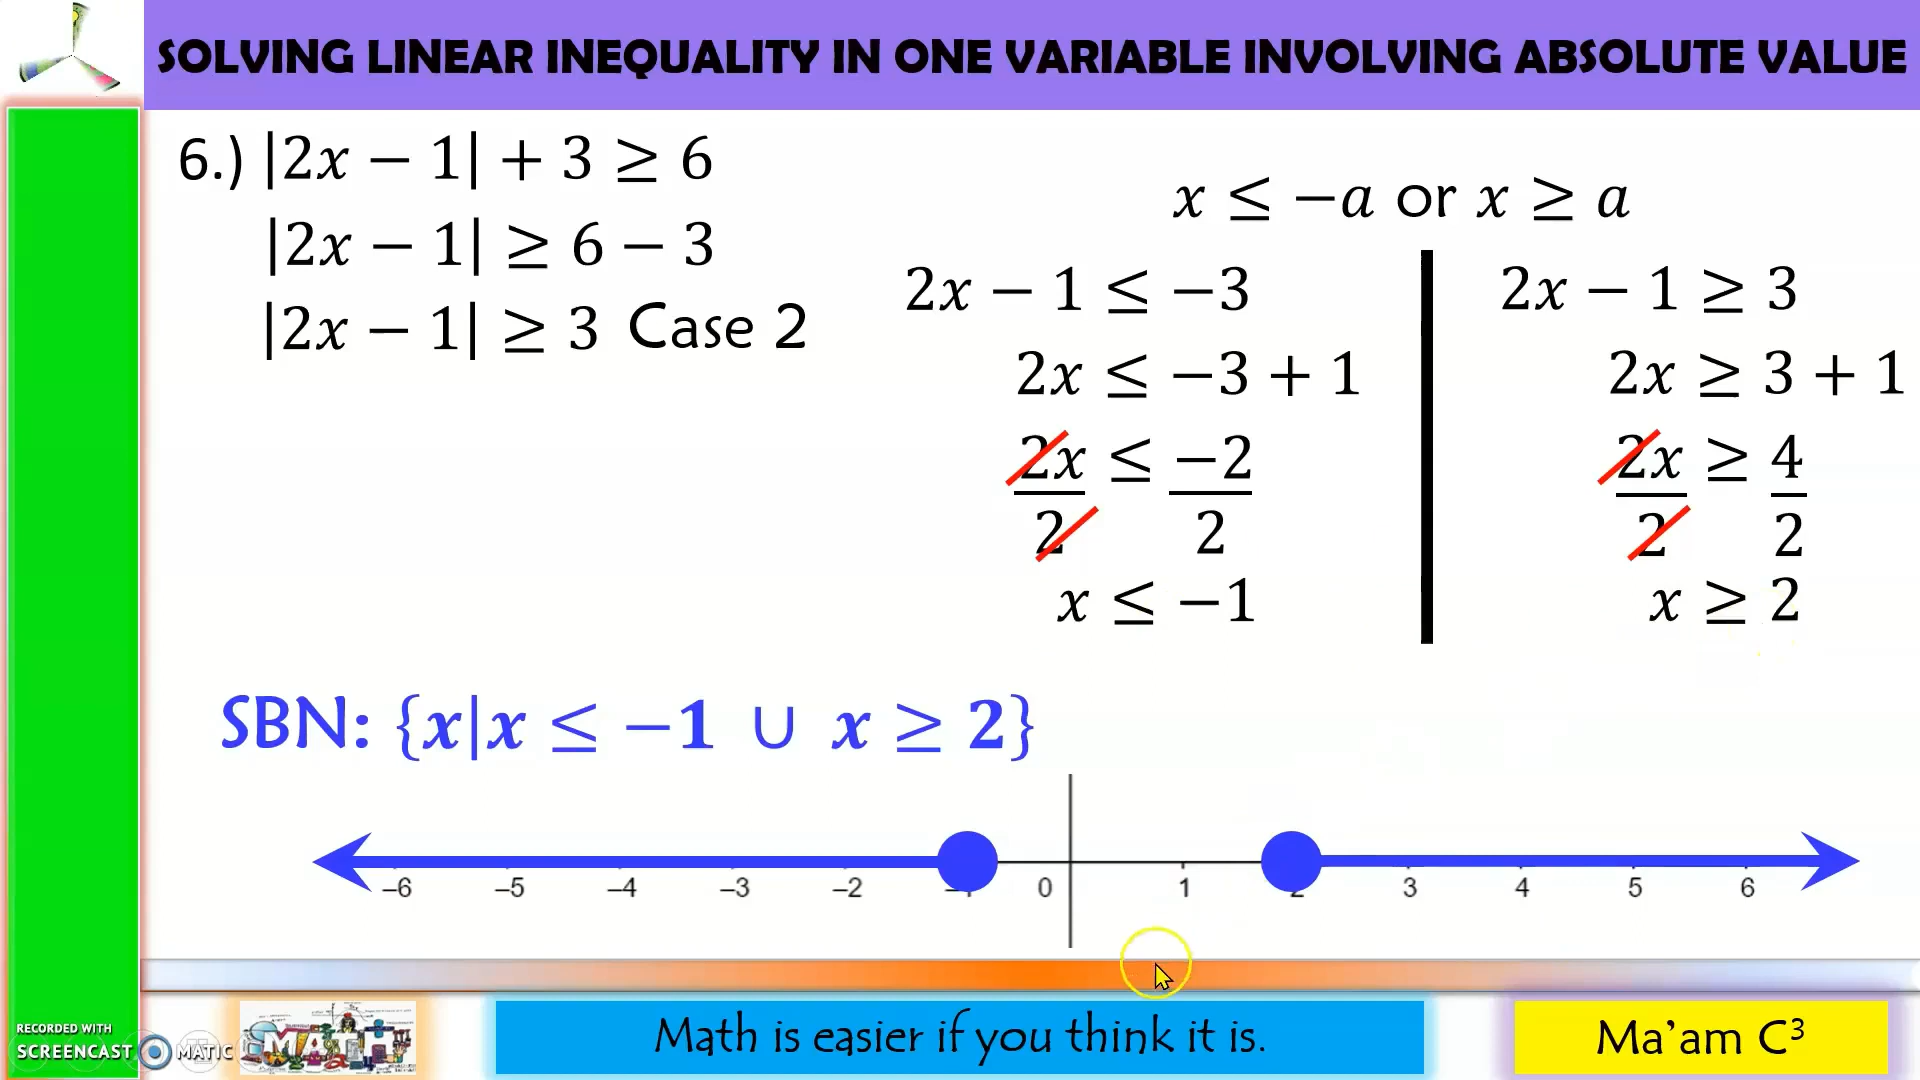 SOLVING LINEAR INEQUALITY IN ONE VARIABLE INVOLVING ABSOLUTE VALUE
6.) |2x − 1| + 3 ≥ 6
|2x − 1| ≥ 6 − 3
|2x − 1| ≥ 3 Case 2
x ≤ −a or x ≥ a
2x − 1 ≤ −3
2x ≤ −3 + 1
2x ≤ −2
2 2
x ≤ −1
2x − 1 ≥ 3
2x ≥ 3 + 1
2x ≥ 4
2 2
x ≥ 2
SBN: {x|x ≤ −1 ∪ x ≥ 2}
−6 −5 −4 −3 −2 0 1 2 3 4 5 6
RECORDED WITH
SCREENCAST MATIC
MATH
Math is easier if you think it is.
Ma'am C³